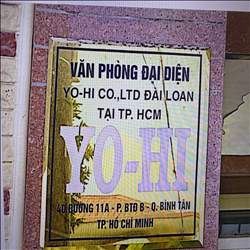 VĂN PHÒNG ĐẠI DIỆN
YO-HI CO.,LTD ĐÀI LOAN
TẠI TP. HCM
YO-HI
40 ĐƯỜNG 11A - P. BTĐ B - Q. BÌNH TÂN
TP. HỒ CHÍ MINH